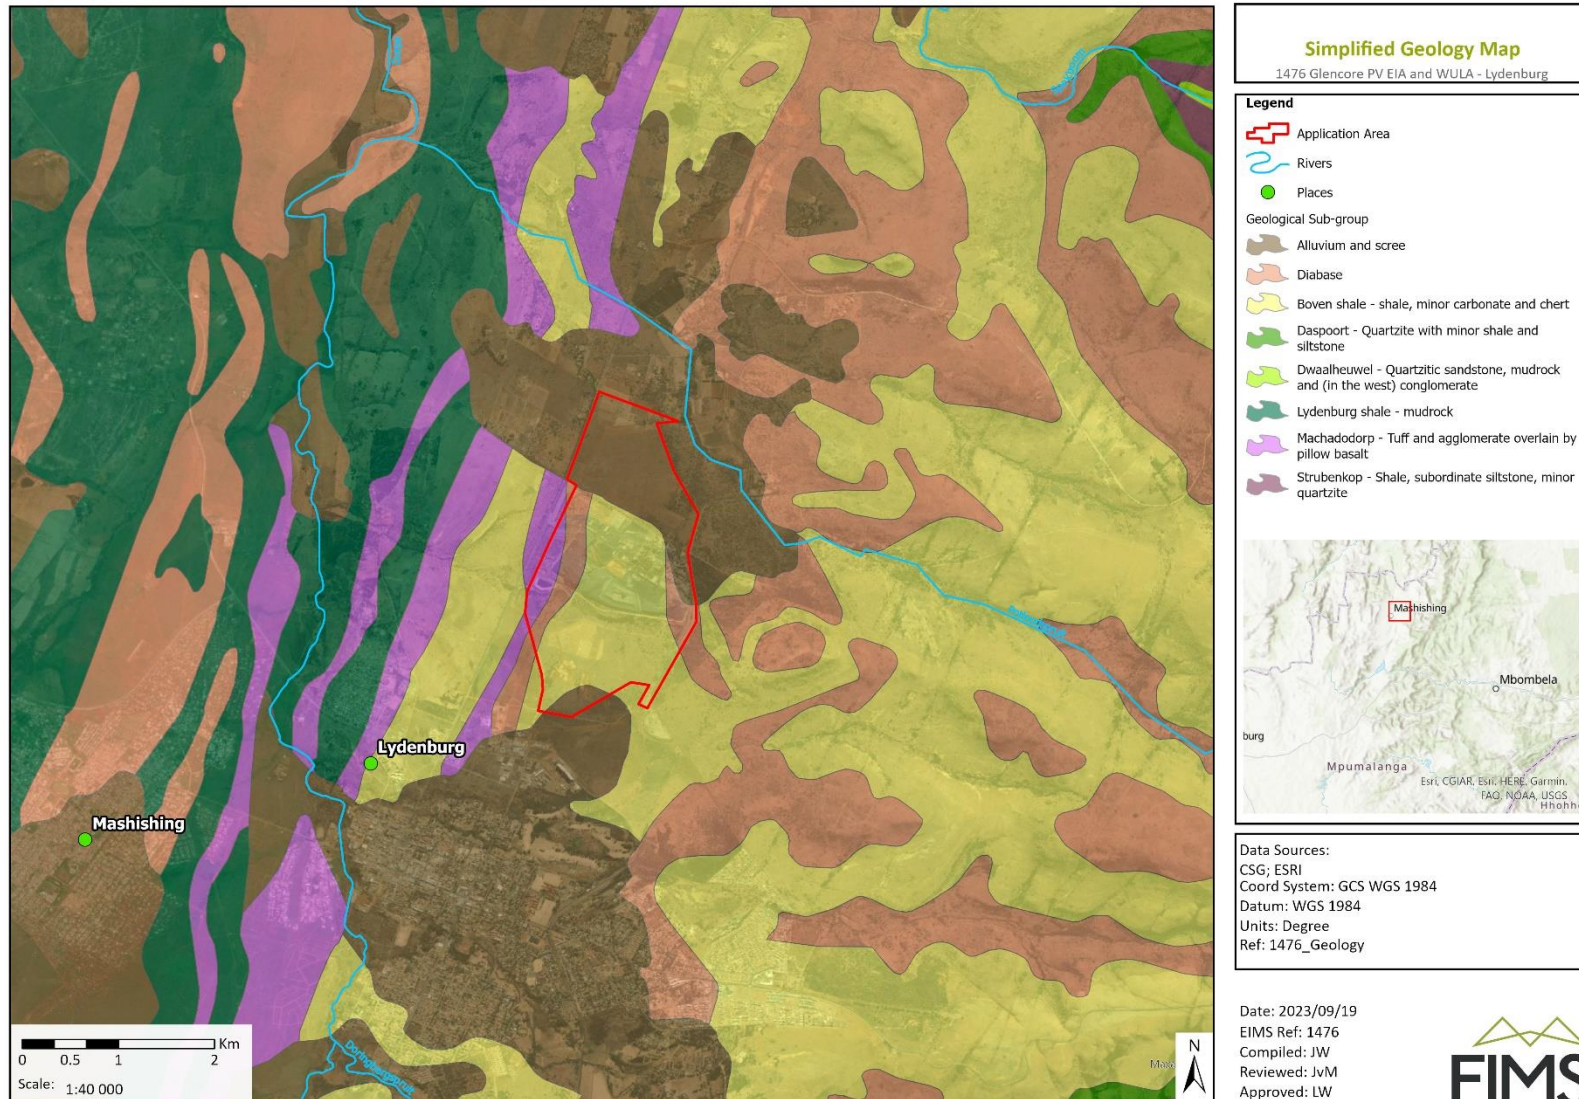 Simplified Geology Map
1476 Glencore PV EIA and WULA - Lydenburg
Legend
Application Area
Rivers
Places
Geological Sub-group
Alluvium and scree
Diabase
Boven shale - shale, minor carbonate and chert
Daspoort - Quartzite with minor shale and
siltstone
Dwaalheuwel - Quartzitic sandstone, mudrock
and (in the west) conglomerate
Lydenburg shale - mudrock
Machadodorp - Tuff and agglomerate overlain by
pillow basalt
Strubenkop - Shale, subordinate siltstone, minor
quartzite
Mashishing
Mbombela
burg
Mpumalanga
Esri, CGIAR, Esri, HERE, Garmin,
FAO, NOAA, USGS
Hhohh
Data Sources:
CSG; ESRI
Coord System: GCS WGS 1984
Datum: WGS 1984
Units: Degree
Ref: 1476_Geology
Date: 2023/09/19
EIMS Ref: 1476
Compiled: JW
Reviewed: JvM
Approved: LW
EIMS
Lydenburg
Mashishing
Doringbergspruit
Km
0 0.5 1 2
Scale: 1:40 000
N